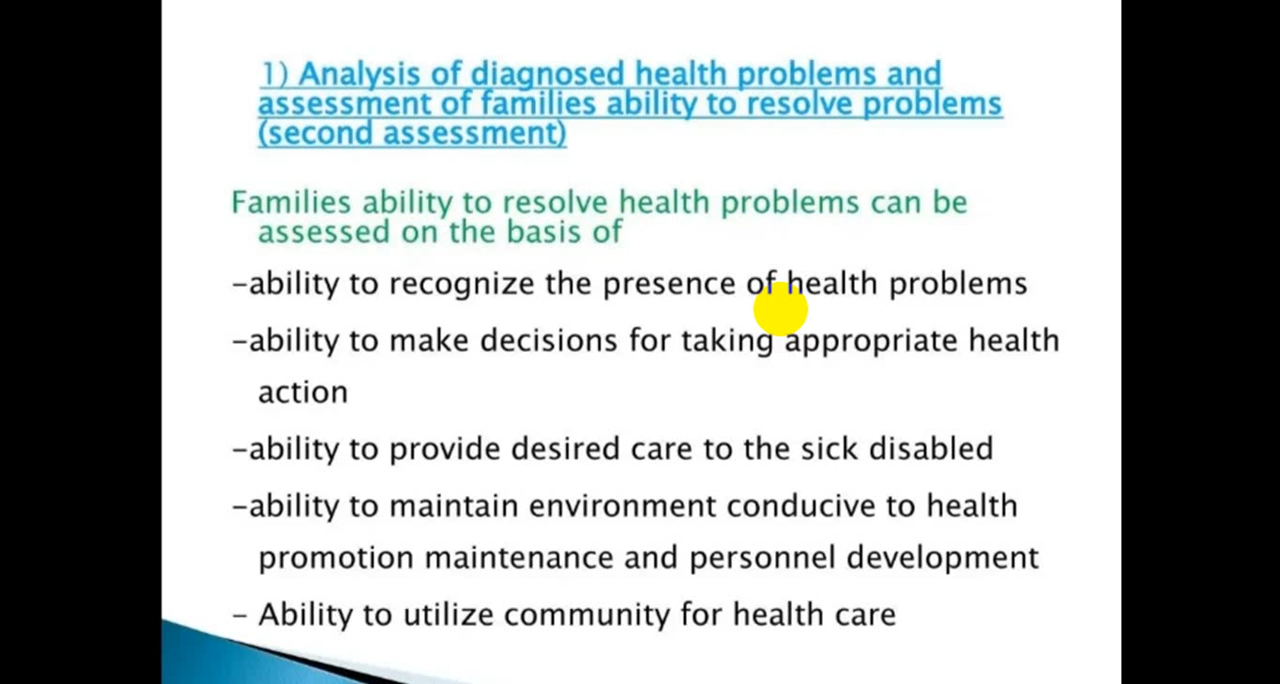 1) Analysis of diagnosed health problems and
assessment of families ability to resolve problems
(second assessment)
Families ability to resolve health problems can be
assessed on the basis of
-ability to recognize the presence of health problems
-ability to make decisions for taking appropriate health
action
-ability to provide desired care to the sick disabled
-ability to maintain environment conducive to health
promotion maintenance and personnel development
- Ability to utilize community for health care